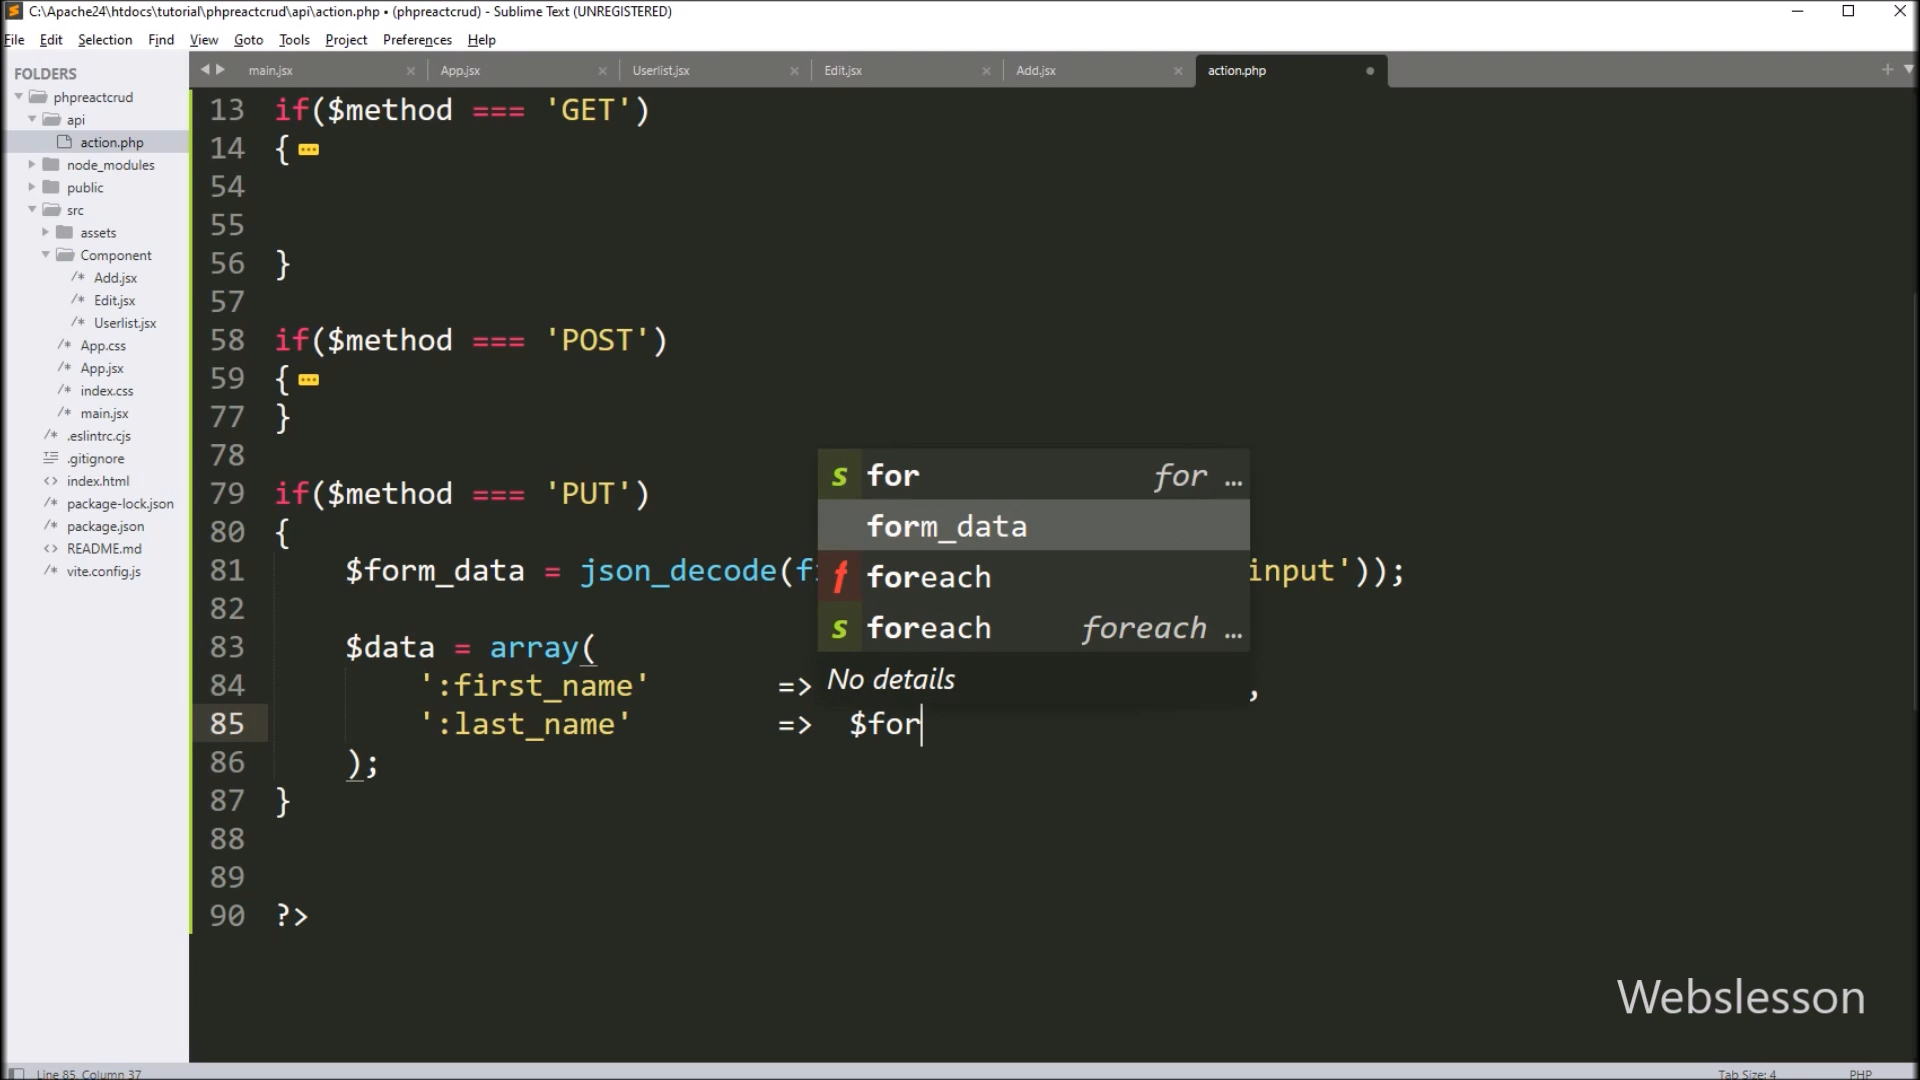 C:\Apache24\htdocs\tutorial\phpreactcrud\api\action.php • (phpreactcrud) - Sublime Text (UNREGISTERED)
File Edit Selection Find View Goto Tools Project Preferences Help
FOLDERS
phpreactcrud
api
action.php
node_modules
public
src
assets
Component
/* Add.jsx
/* Edit.jsx
/* Userlist.jsx
/* App.css
/* App.jsx
/* index.css
/* main.jsx
/* .eslintrc.cjs
.gitignore
<> index.html
/* package-lock.json
/* package.json
<> README.md
/* vite.config.js
main.jsx App.jsx Userlist.jsx Edit.jsx Add.jsx action.php
13 if($method === 'GET')
14 {
54
55
56 }
57
58 if($method === 'POST')
59 {
77 }
78
79 if($method === 'PUT')
80 {
81 $form_data = json_decode( input'));
82
83 $data = array(
84 ':first_name' => ,
85 ':last_name' => $for
86 );
87 }
88
89
90 ?>
s for for …
form_data
f foreach
s foreach foreach …
No details
Webslesson
Line 85, Column 37 Tab Size: 4 PHP